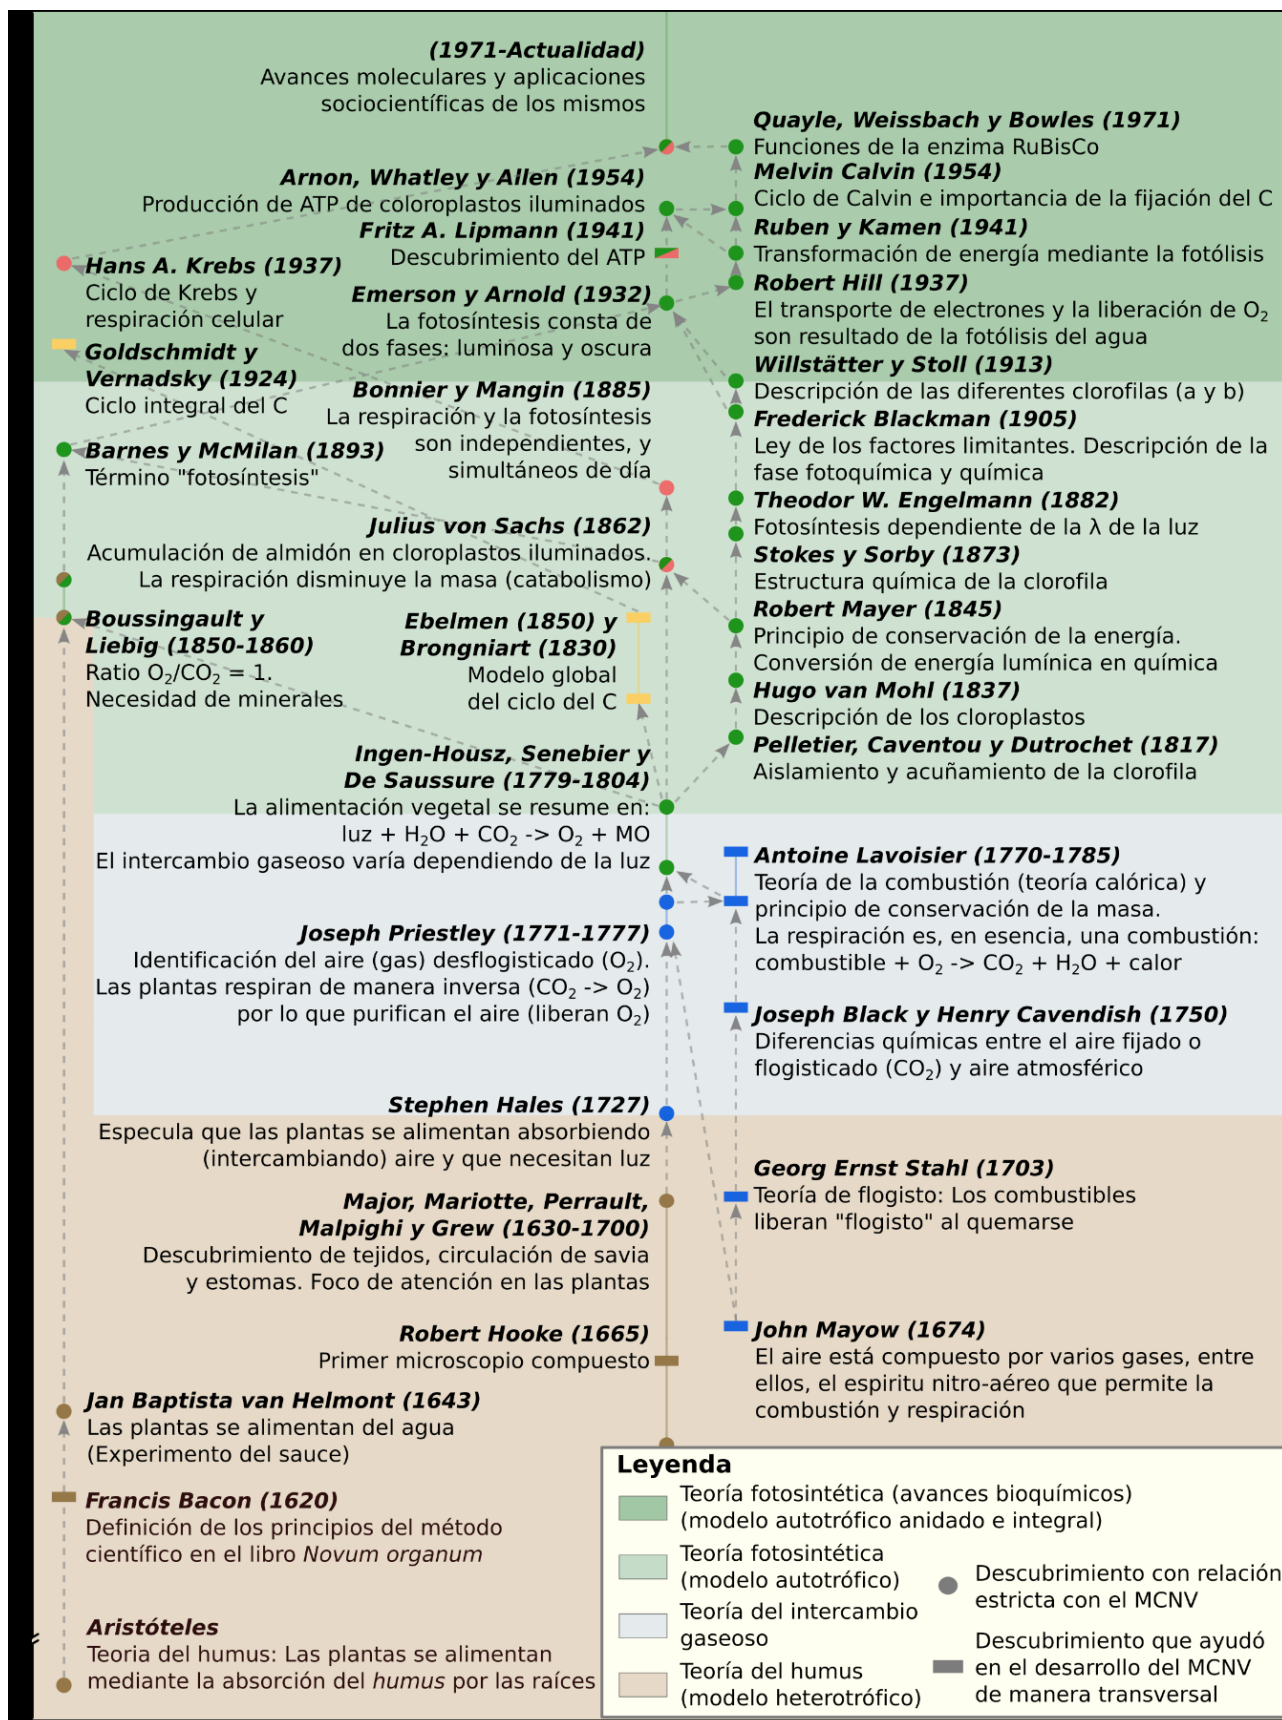 (1971-Actualidad)
Avances moleculares y aplicaciones
sociocientíficas de los mismos
Quayle, Weissbach y Bowles (1971)
Funciones de la enzima RuBisCo
Arnon, Whatley y Allen (1954)
Producción de ATP de coloroplastos iluminados
Melvin Calvin (1954)
Ciclo de Calvin e importancia de la fijación del C
Fritz A. Lipmann (1941)
Descubrimiento del ATP
Ruben y Kamen (1941)
Transformación de energía mediante la fotólisis
Hans A. Krebs (1937)
Ciclo de Krebs y
respiración celular
Emerson y Arnold (1932)
La fotosíntesis consta de
dos fases: luminosa y oscura
Robert Hill (1937)
El transporte de electrones y la liberación de O₂
son resultado de la fotólisis del agua
Goldschmidt y
Vernadsky (1924)
Ciclo integral del C
Bonnier y Mangin (1885)
La respiración y la fotosíntesis
son independientes, y
simultáneos de día
Willstätter y Stoll (1913)
Descripción de las diferentes clorofilas (a y b)
Frederick Blackman (1905)
Ley de los factores limitantes. Descripción de la
fase fotoquímica y química
Barnes y McMilan (1893)
Término "fotosíntesis"
Theodor W. Engelmann (1882)
Fotosíntesis dependiente de la λ de la luz
Julius von Sachs (1862)
Acumulación de almidón en cloroplastos iluminados.
La respiración disminuye la masa (catabolismo)
Stokes y Sorby (1873)
Estructura química de la clorofila
Boussingault y
Liebig (1850-1860)
Ratio O₂/CO₂ = 1.
Necesidad de minerales
Ebelmen (1850) y
Brongniart (1830)
Modelo global
del ciclo del C
Robert Mayer (1845)
Principio de conservación de la energía.
Conversión de energía lumínica en química
Hugo van Mohl (1837)
Descripción de los cloroplastos
Pelletier, Caventou y Dutrochet (1817)
Aislamiento y acuñamiento de la clorofila
Ingen-Housz, Senebier y
De Saussure (1779-1804)
La alimentación vegetal se resume en:
luz + H₂O + CO₂ -> O₂ + MO
El intercambio gaseoso varía dependiendo de la luz
Antoine Lavoisier (1770-1785)
Teoría de la combustión (teoría calórica) y
principio de conservación de la masa.
La respiración es, en esencia, una combustión:
combustible + O₂ -> CO₂ + H₂O + calor
Joseph Priestley (1771-1777)
Identificación del aire (gas) desflogisticado (O₂).
Las plantas respiran de manera inversa (CO₂ -> O₂)
por lo que purifican el aire (liberan O₂)
Joseph Black y Henry Cavendish (1750)
Diferencias químicas entre el aire fijado o
flogisticado (CO₂) y aire atmosférico
Stephen Hales (1727)
Especula que las plantas se alimentan absorbiendo
(intercambiando) aire y que necesitan luz
Georg Ernst Stahl (1703)
Teoría de flogisto: Los combustibles
liberan "flogisto" al quemarse
Major, Mariotte, Perrault,
Malpighi y Grew (1630-1700)
Descubrimiento de tejidos, circulación de savia
y estomas. Foco de atención en las plantas
Robert Hooke (1665)
Primer microscopio compuesto
John Mayow (1674)
El aire está compuesto por varios gases, entre
ellos, el espiritu nitro-aéreo que permite la
combustión y respiración
Jan Baptista van Helmont (1643)
Las plantas se alimentan del agua
(Experimento del sauce)
Francis Bacon (1620)
Definición de los principios del método
científico en el libro Novum organum
Aristóteles
Teoria del humus: Las plantas se alimentan
mediante la absorción del humus por las raíces
Leyenda
Teoría fotosintética (avances bioquímicos)
(modelo autotrófico anidado e integral)
Teoría fotosintética
(modelo autotrófico)
Teoría del intercambio
gaseoso
Teoría del humus
(modelo heterotrófico)
Descubrimiento con relación
estricta con el MCNV
Descubrimiento que ayudó
en el desarrollo del MCNV
de manera transversal